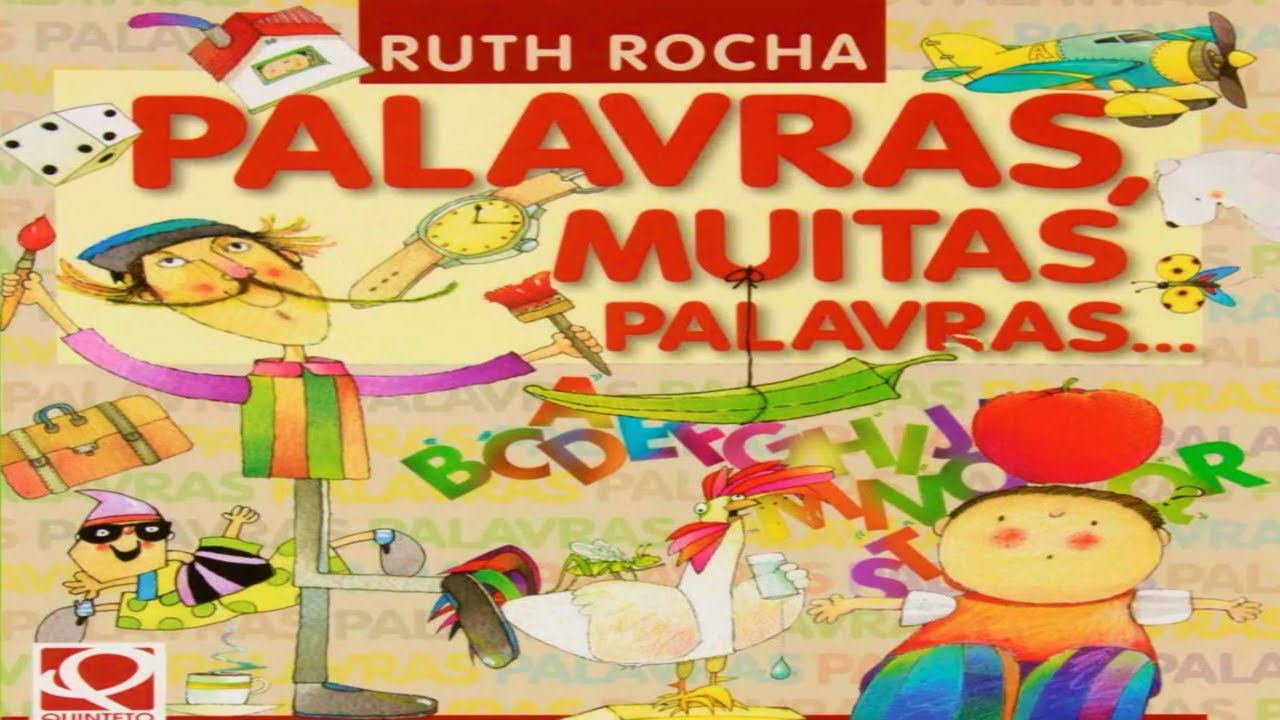 RUTH ROCHA
PALAVRAS,
MUITAS
PALAVRAS...
QUINTETO